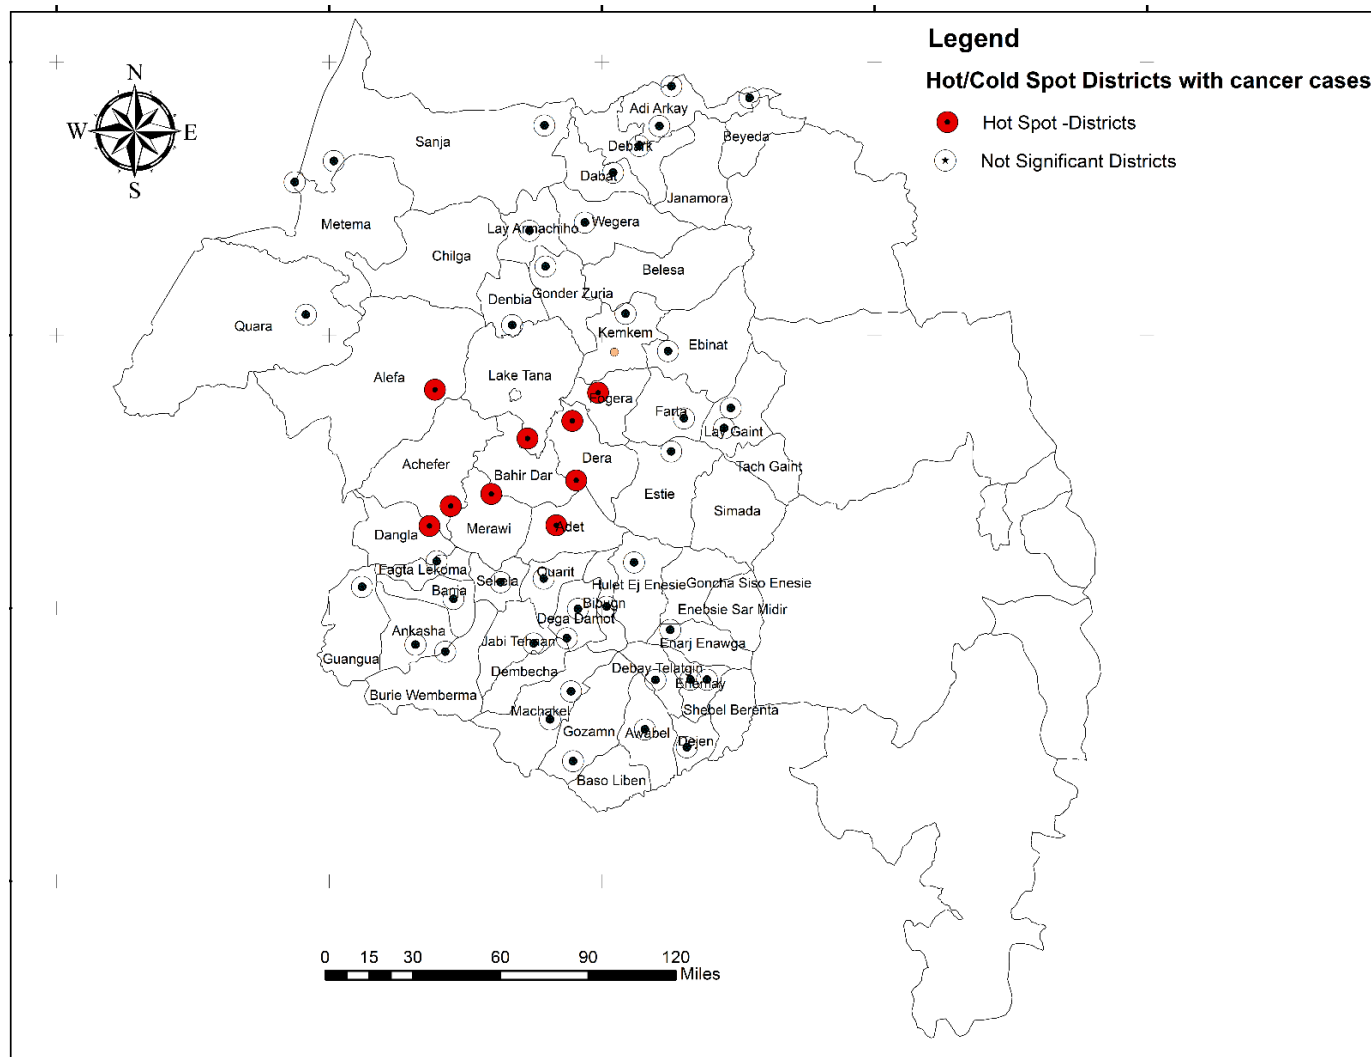 Legend
Hot/Cold Spot Districts with cancer cases
Hot Spot -Districts
Not Significant Districts
N
W
E
S
Adi Arkay
Beyeda
Sanja
Debark
Dabat
Janamora
Metema
Lay Armachiho
Wegera
Chilga
Belesa
Denbia
Gonder Zuria
Quara
Kemkem
Ebinat
Alefa
Lake Tana
Fogera
Farta
Lay Gaint
Achefer
Bahir Dar
Dera
Tach Gaint
Estie
Simada
Dangla
Merawi
Adet
Fagta Lekoma
Sekela
Quarit
Hulet Ej Enesie
Goncha Siso Enesie
Banja
Bibugn
Enebsie Sar Midir
Dega Damot
Ankasha
Jabi Tehnan
Enarj Enawga
Guangua
Dembecha
Debay Telatgin
Enemay
Burie Wemberma
Machakel
Shebel Berenta
Gozamn
Awabel
Dejen
Baso Liben
0 15 30 60 90 120
Miles